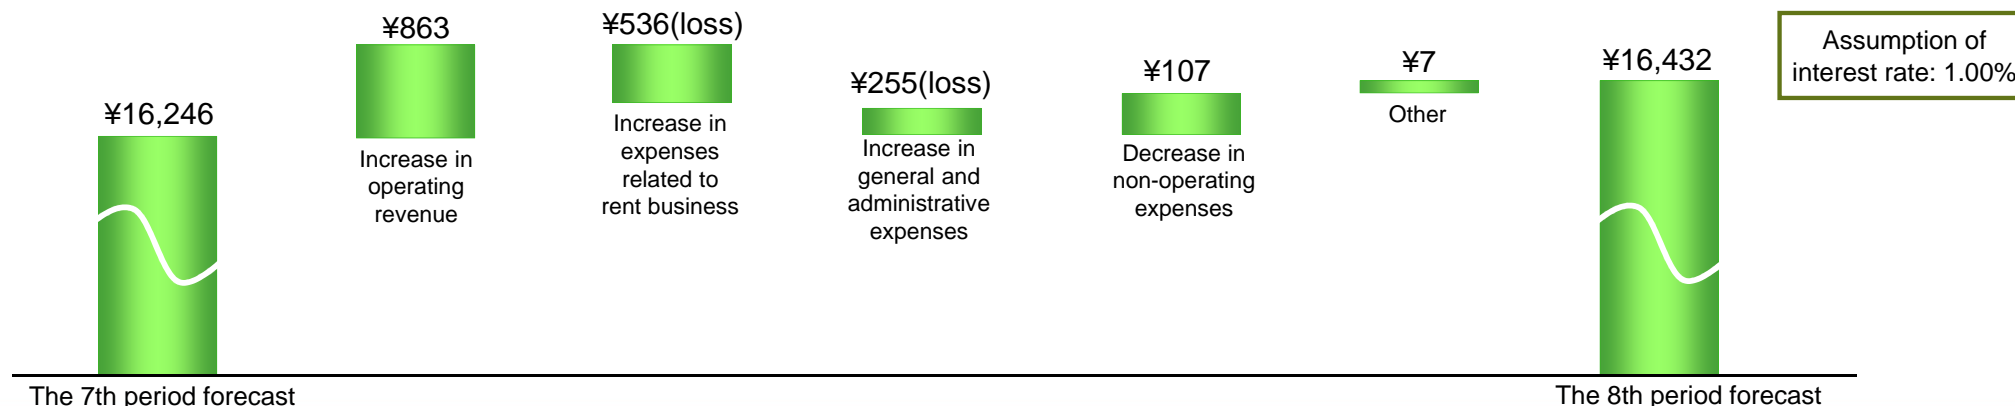 ¥16,246
The 7th period forecast
¥863
Increase in
operating
revenue
¥536(loss)
Increase in
expenses
related to
rent business
¥255(loss)
Increase in
general and
administrative
expenses
¥107
Decrease in
non-operating
expenses
¥7
Other
¥16,432
The 8th period forecast
Assumption of
interest rate: 1.00%